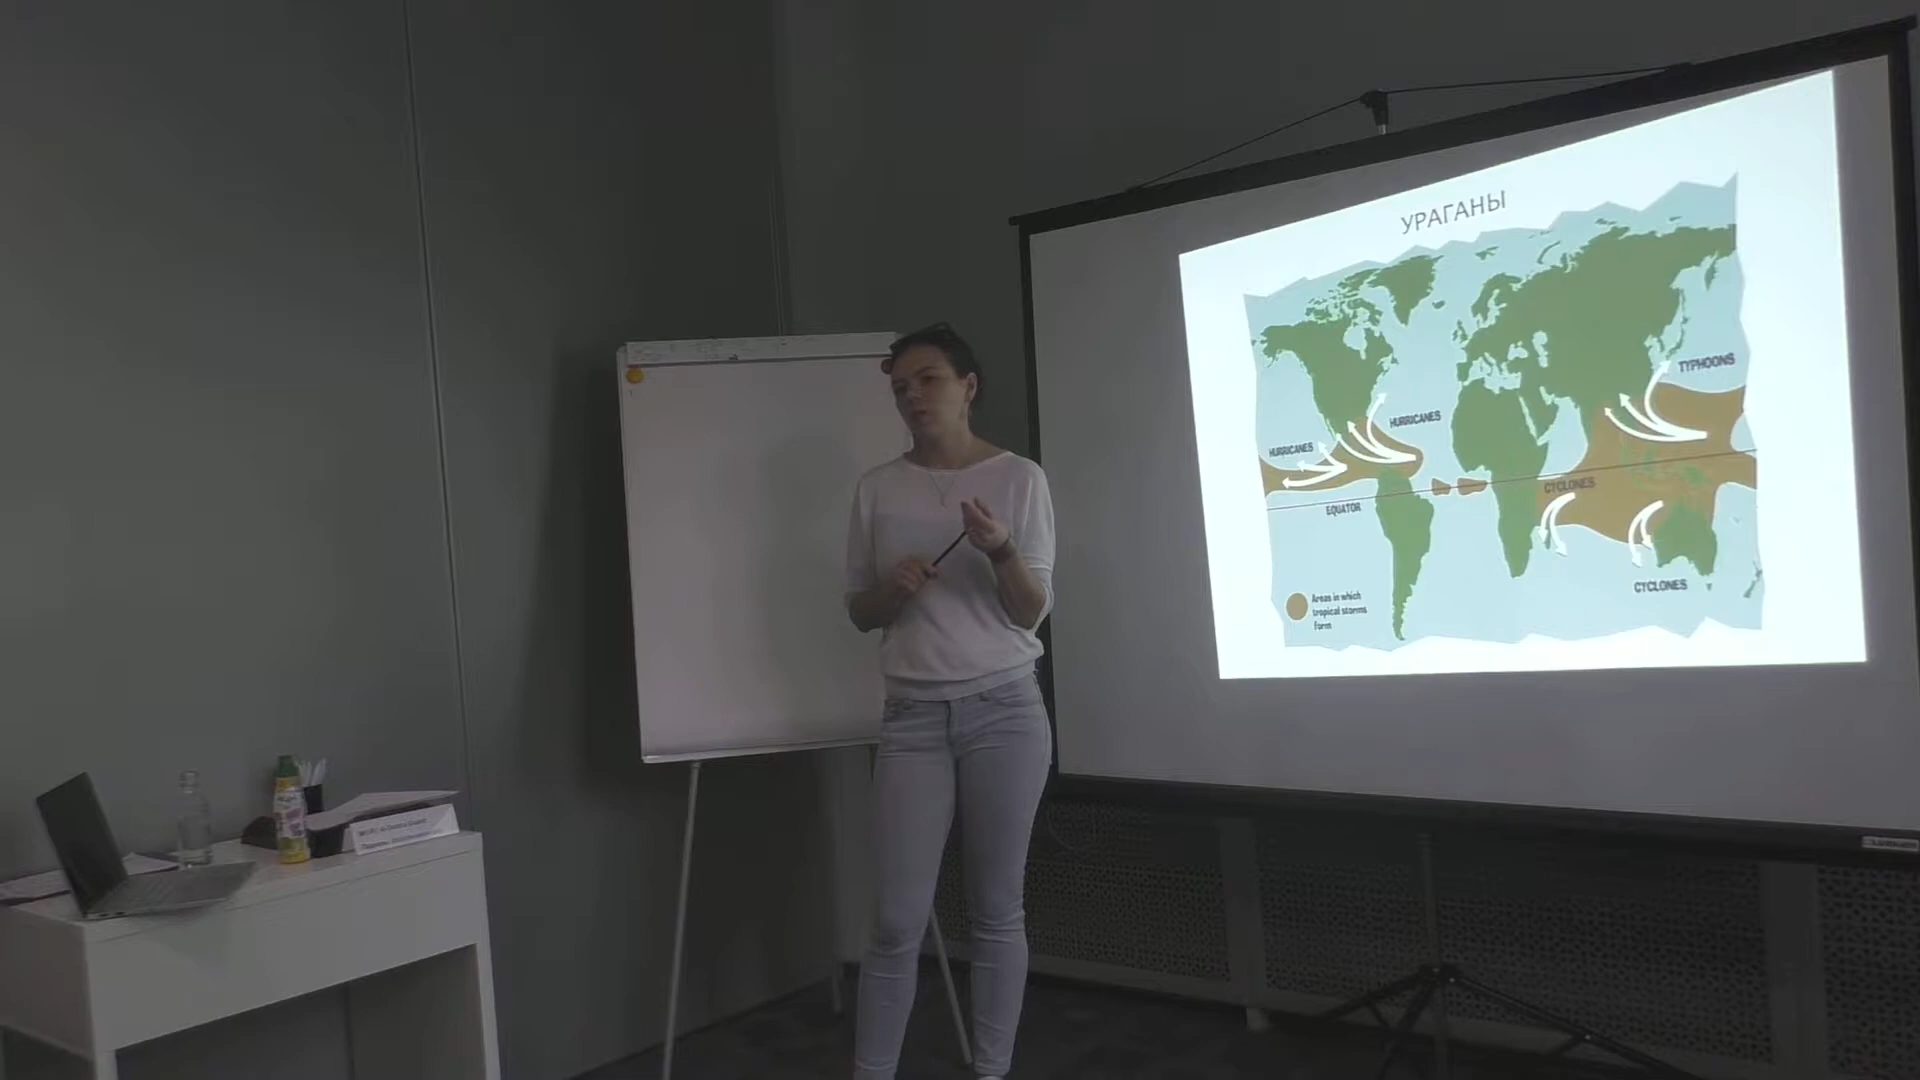 УРАГАНЫ
TYPHOONS
HURRICANES
HURRICANES
CYCLONES
EQUATOR
CYCLONES
Areas in which
tropical storms
form